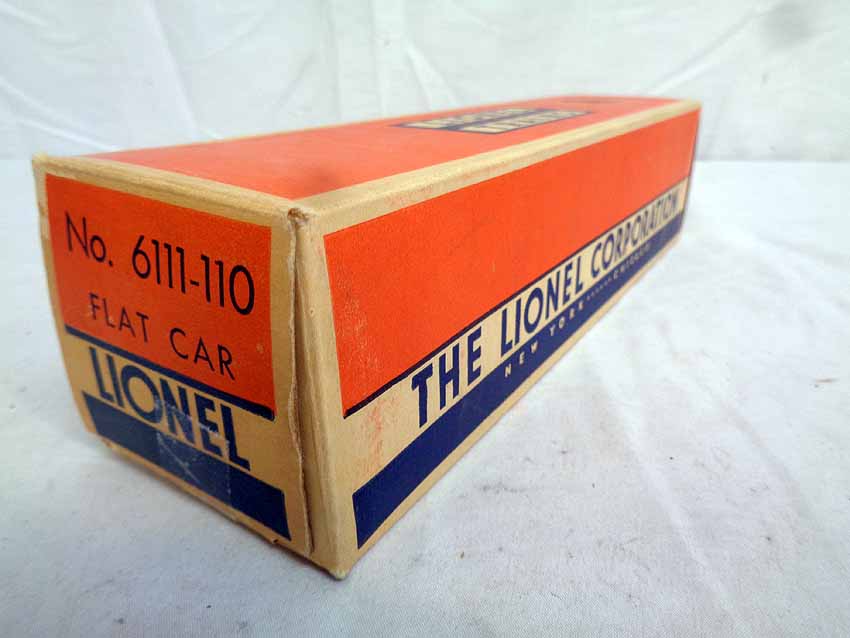 No. 6111-110
FLAT CAR
LIONEL
THE LIONEL CORPORATION
NEW YORK